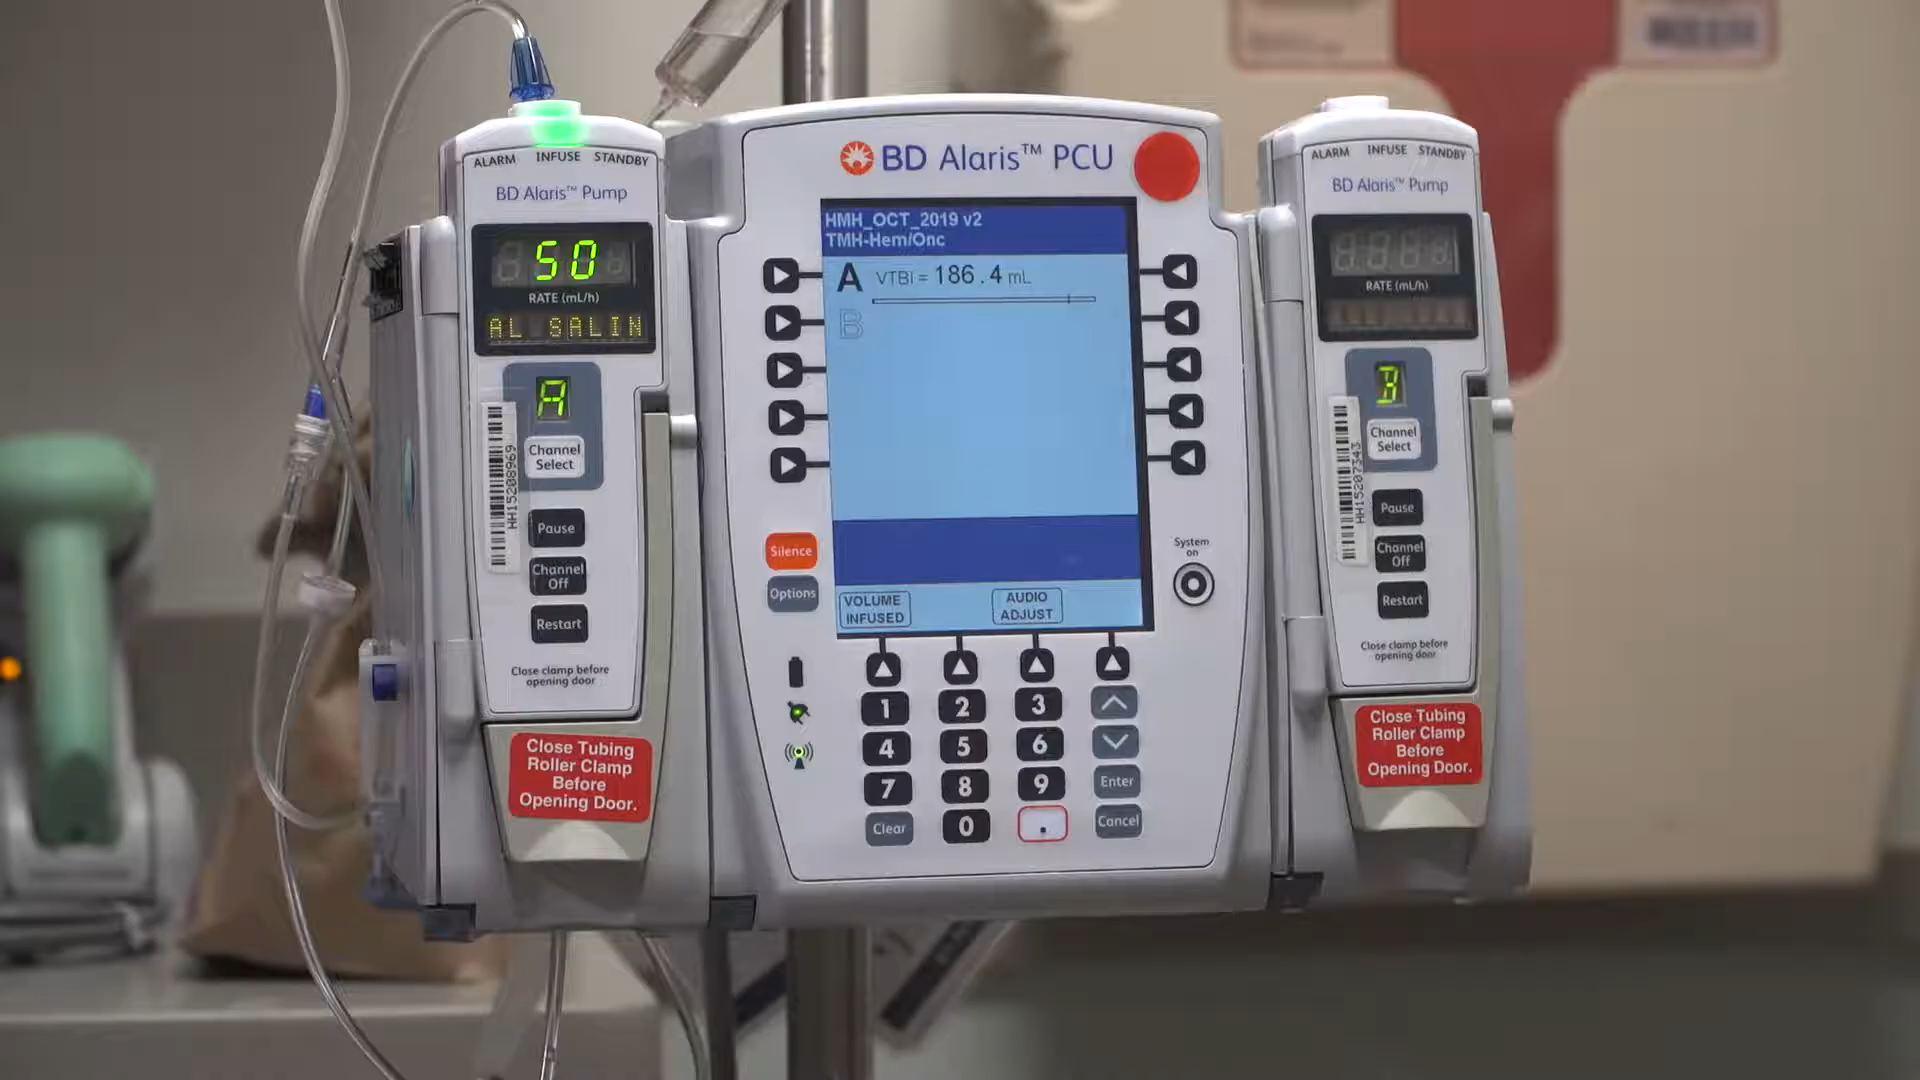 ALARM INFUSE STANDBY
BD Alaris™ Pump
50
RATE (mL/h)
AL SALIN
A
Channel
Select
HH15208969
Pause
Channel
Off
Restart
Close clamp before
opening door
Close Tubing
Roller Clamp
Before
Opening Door.
BD Alaris™ PCU
HMH_OCT_2019 v2
TMH-Hem/Onc
A VTBI = 186.4 mL
B
VOLUME
INFUSED
AUDIO
ADJUST
Silence
Options
System
on
1 2 3
4 5 6
7 8 9
Clear 0 .
Enter
Cancel
ALARM INFUSE STANDBY
BD Alaris™ Pump
RATE (mL/h)
B
Channel
Select
HH15207343
Pause
Channel
Off
Restart
Close clamp before
opening door
Close Tubing
Roller Clamp
Before
Opening Door.